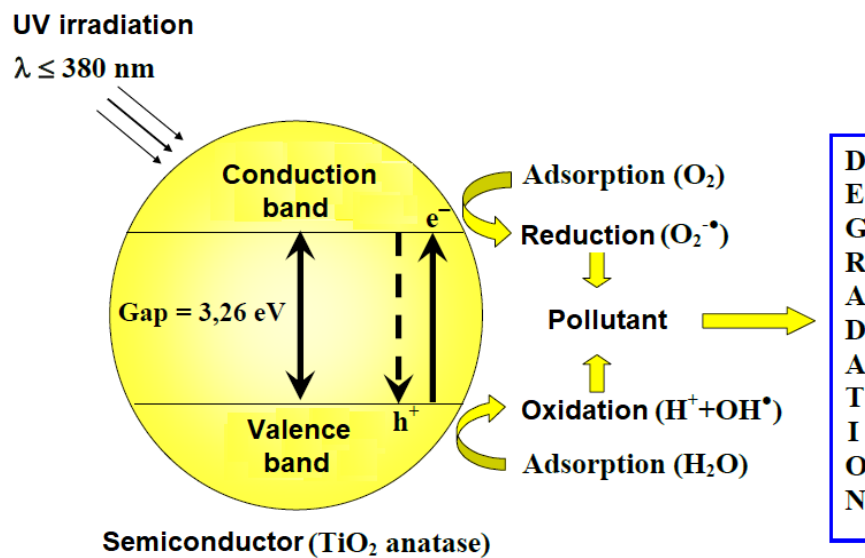 UV irradiation
λ ≤ 380 nm
Conduction
band
e⁻
Gap = 3,26 eV
h⁺
Valence
band
Semiconductor (TiO₂ anatase)
Adsorption (O₂)
Reduction (O₂⁻•)
Pollutant
Oxidation (H⁺+OH•)
Adsorption (H₂O)
D
E
G
R
A
D
A
T
I
O
N